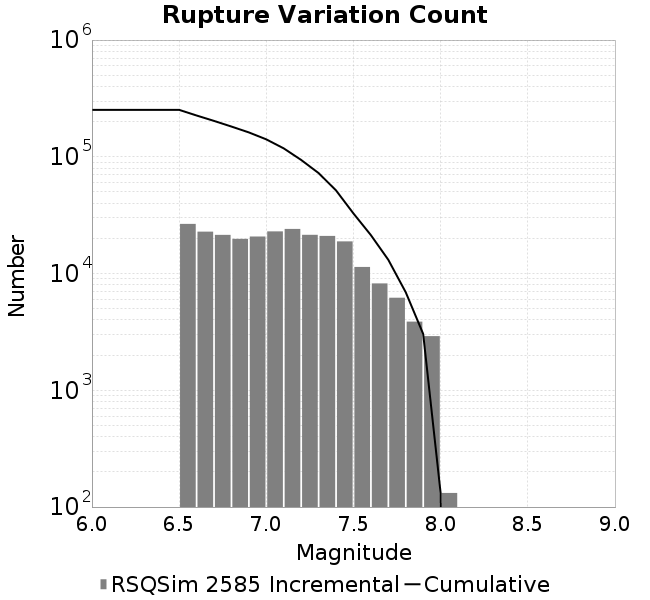 Rupture Variation Count
10^6
10^5
10^4
10^3
10^2
Number
6.0 6.5 7.0 7.5 8.0 8.5 9.0
Magnitude
RSQSim 2585 Incremental Cumulative